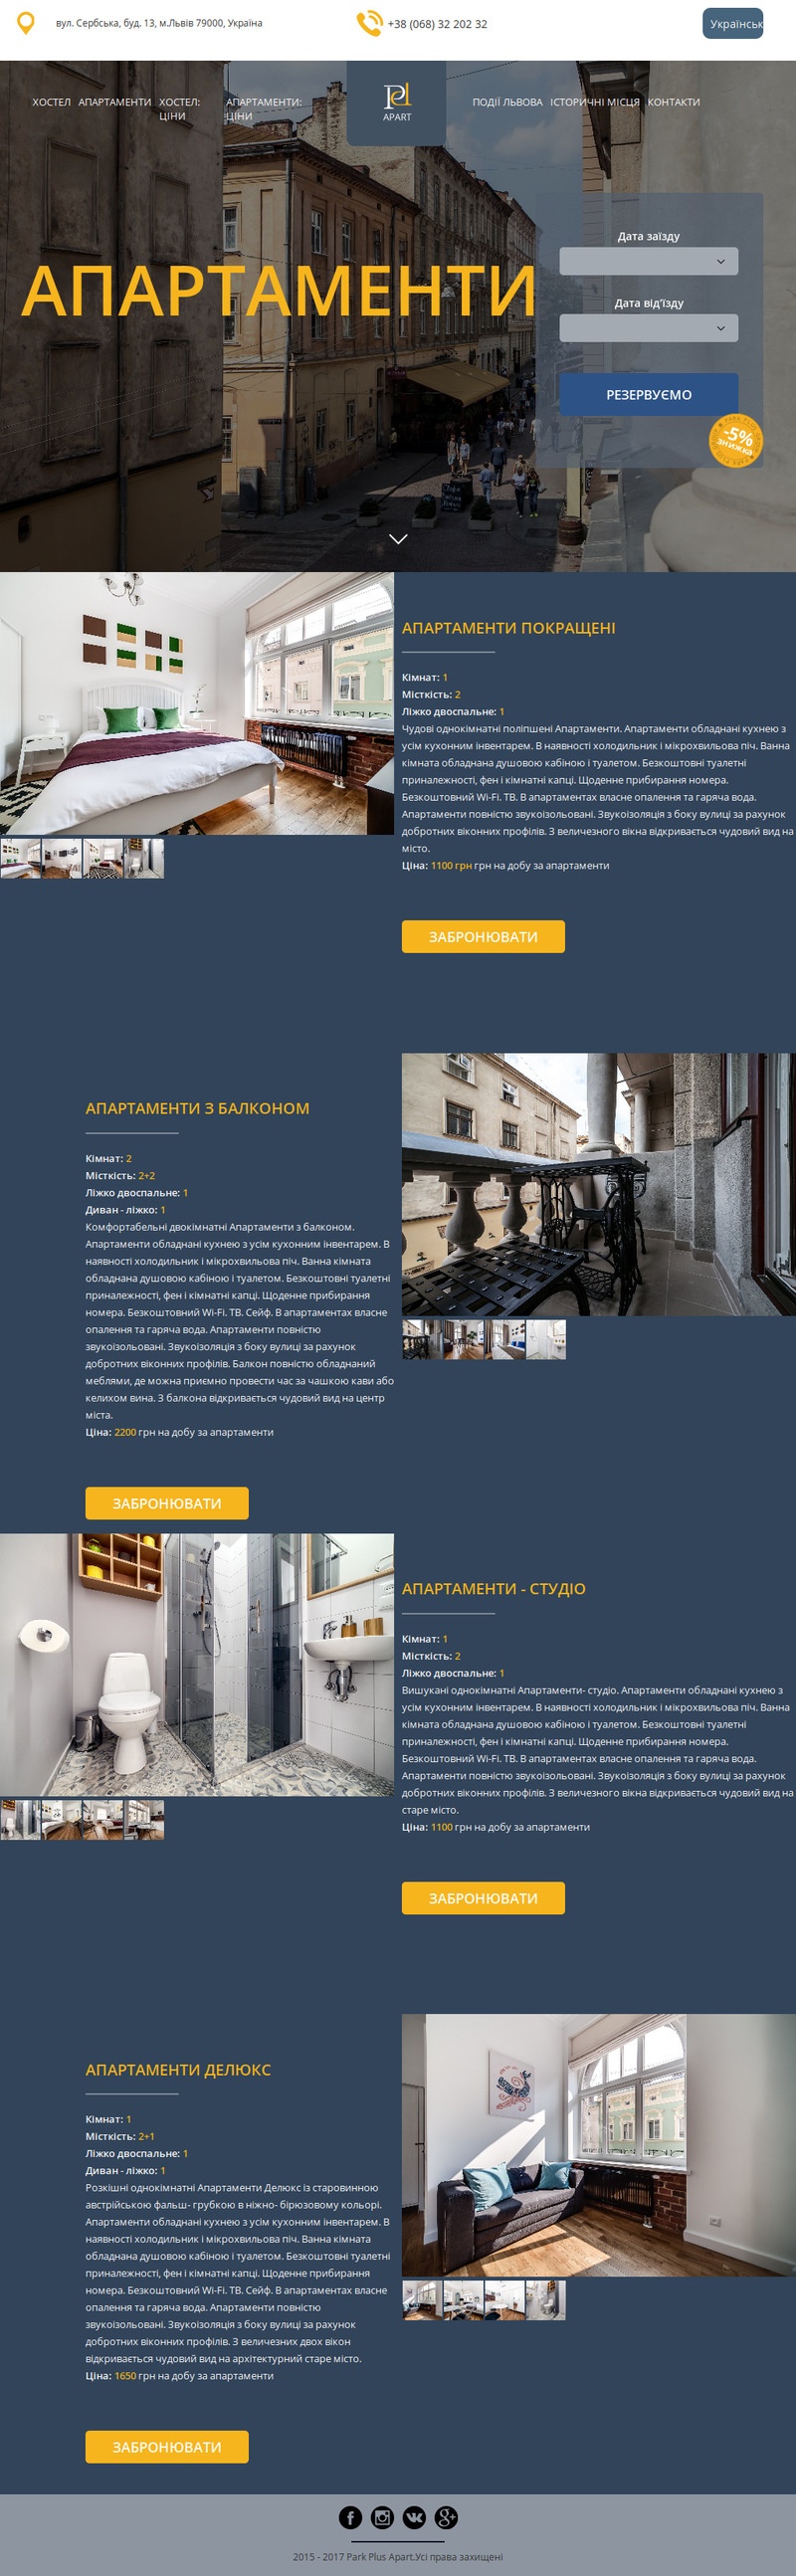 вул. Сербська, буд. 13, м.Львів 79000, Україна
+38 (068) 32 202 32
Українськ
ХОСТЕЛ АПАРТАМЕНТИ ХОСТЕЛ: ЦІНИ АПАРТАМЕНТИ: ЦІНИ
APART
ПОДІЇ ЛЬВОВА ІСТОРИЧНІ МІСЦЯ КОНТАКТИ
АПАРТАМЕНТИ
Дата заїзду
Дата від'їзду
РЕЗЕРВУЄМО
-5%
ЗНИЖКА
АПАРТАМЕНТИ ПОКРАЩЕНІ
Кімнат: 1
Місткість: 2
Ліжко двоспальне: 1
Чудові однокімнатні поліпшені Апартаменти. Апартаменти обладнані кухнею з
усім кухонним інвентарем. В наявності холодильник і мікрохвильова піч. Ванна
кімната обладнана душовою кабіною і туалетом. Безкоштовні туалетні
приналежності, фен і кімнатні капці. Щоденне прибирання номера.
Безкоштовний Wi-Fi. ТВ. В апартаментах власне опалення та гаряча вода.
Апартаменти повністю звукоізольовані. Звукоізоляція з боку вулиці за рахунок
добротних віконних профілів. З величезного вікна відкривається чудовий вид на
місто.
Ціна: 1100 грн грн на добу за апартаменти
ЗАБРОНЮВАТИ
АПАРТАМЕНТИ З БАЛКОНОМ
Кімнат: 2
Місткість: 2+2
Ліжко двоспальне: 1
Диван - ліжко: 1
Комфортабельні двокімнатні Апартаменти з балконом.
Апартаменти обладнані кухнею з усім кухонним інвентарем. В
наявності холодильник і мікрохвильова піч. Ванна кімната
обладнана душовою кабіною і туалетом. Безкоштовні туалетні
приналежності, фен і кімнатні капці. Щоденне прибирання
номера. Безкоштовний Wi-Fi. ТВ. Сейф. В апартаментах власне
опалення та гаряча вода. Апартаменти повністю
звукоізольовані. Звукоізоляція з боку вулиці за рахунок
добротних віконних профілів. Балкон повністю обладнаний
меблями, де можна приємно провести час за чашкою кави або
келихом вина. З балкона відкривається чудовий вид на центр
міста.
Ціна: 2200 грн на добу за апартаменти
ЗАБРОНЮВАТИ
АПАРТАМЕНТИ - СТУДІО
Кімнат: 1
Місткість: 2
Ліжко двоспальне: 1
Вишукані однокімнатні Апартаменти- студіо. Апартаменти обладнані кухнею з
усім кухонним інвентарем. В наявності холодильник і мікрохвильова піч. Ванна
кімната обладнана душовою кабіною і туалетом. Безкоштовні туалетні
приналежності, фен і кімнатні капці. Щоденне прибирання номера.
Безкоштовний Wi-Fi. ТВ. В апартаментах власне опалення та гаряча вода.
Апартаменти повністю звукоізольовані. Звукоізоляція з боку вулиці за рахунок
добротних віконних профілів. З величезного вікна відкривається чудовий вид на
старе місто.
Ціна: 1100 грн на добу за апартаменти
ЗАБРОНЮВАТИ
АПАРТАМЕНТИ ДЕЛЮКС
Кімнат: 1
Місткість: 2+1
Ліжко двоспальне: 1
Диван - ліжко: 1
Розкішні однокімнатні Апартаменти Делюкс із старовинною
австрійською фальш- грубкою в ніжно- бірюзовому кольорі.
Апартаменти обладнані кухнею з усім кухонним інвентарем. В
наявності холодильник і мікрохвильова піч. Ванна кімната
обладнана душовою кабіною і туалетом. Безкоштовні туалетні
приналежності, фен і кімнатні капці. Щоденне прибирання
номера. Безкоштовний Wi-Fi. ТВ. Сейф. В апартаментах власне
опалення та гаряча вода. Апартаменти повністю
звукоізольовані. Звукоізоляція з боку вулиці за рахунок
добротних віконних профілів. З величезних двох вікон
відкривається чудовий вид на архітектурний старе місто.
Ціна: 1650 грн на добу за апартаменти
ЗАБРОНЮВАТИ
2015 - 2017 Park Plus Apart.Усі права захищені